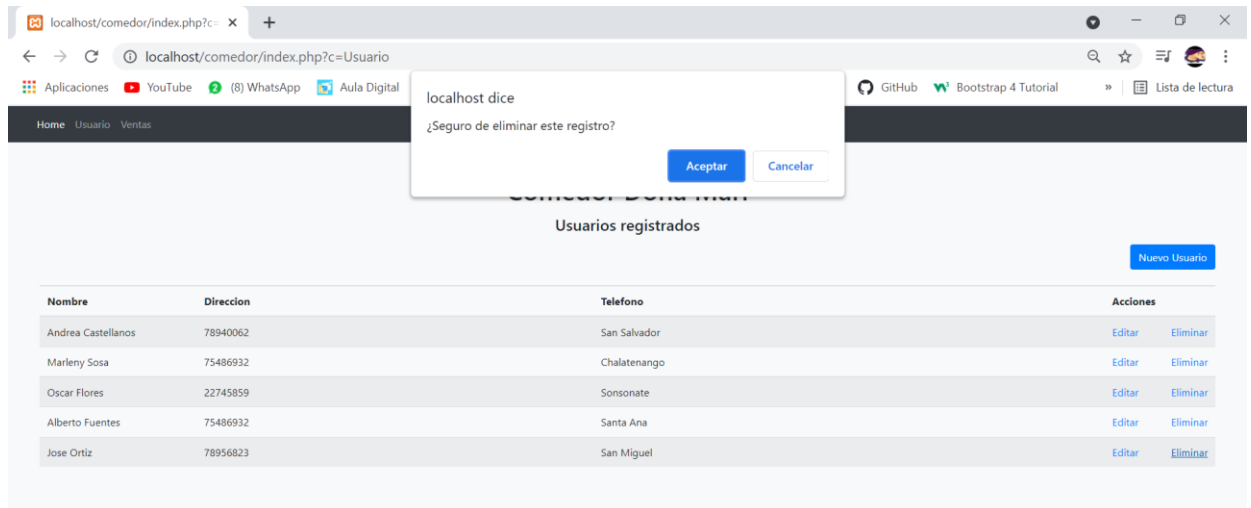 localhost/comedor/index.php?c=
localhost/comedor/index.php?c=Usuario
Aplicaciones YouTube (8) WhatsApp Aula Digital GitHub Bootstrap 4 Tutorial » Lista de lectura
localhost dice
¿Seguro de eliminar este registro?
Aceptar Cancelar
Home Usuario Ventas
Usuarios registrados
Nuevo Usuario
Nombre Direccion Telefono Acciones
Andrea Castellanos 78940062 San Salvador Editar Eliminar
Marleny Sosa 75486932 Chalatenango Editar Eliminar
Oscar Flores 22745859 Sonsonate Editar Eliminar
Alberto Fuentes 75486932 Santa Ana Editar Eliminar
Jose Ortiz 78956823 San Miguel Editar Eliminar